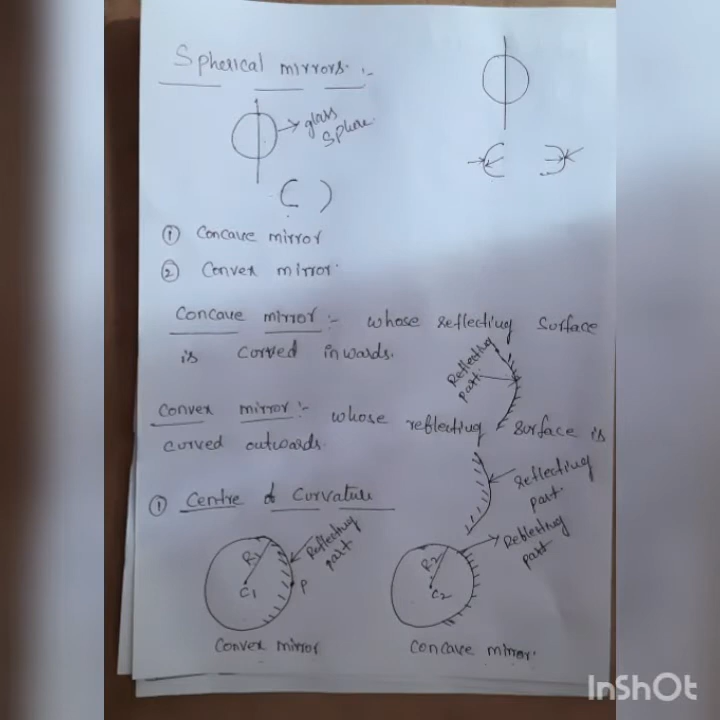 Spherical mirrors :-
glass
sphere.
① Concave mirror
② Convex mirror.
Concave mirror :- whose reflecting surface
is corved inwards.
Reflecting
part.
Convex mirror :- whose reflecting surface is
curved outwards.
Reflecting
part.
① Centre of Curvature
R1
C1
P
Reflecting
part
Convex mirror
R2
C2
Reflecting
part
Concave mirror.
InShOt